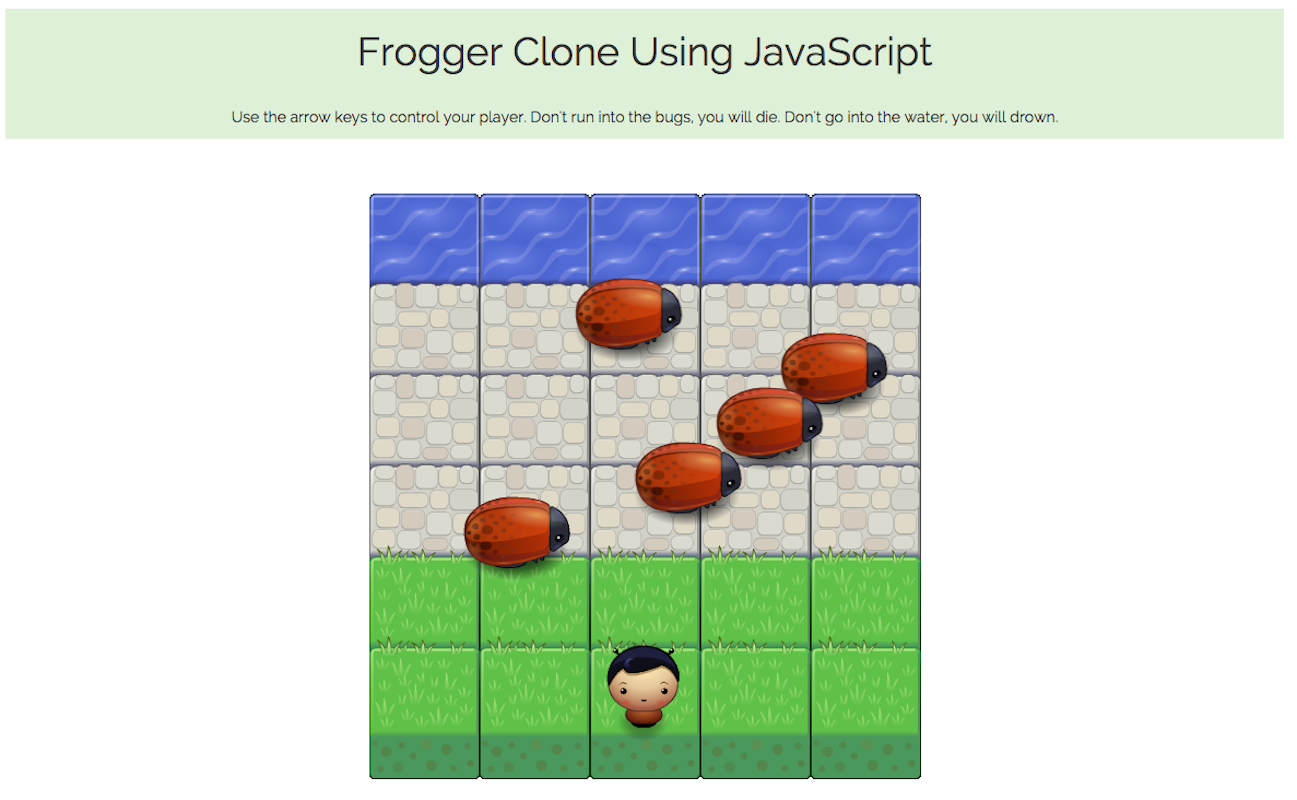 Frogger Clone Using JavaScript
Use the arrow keys to control your player. Don't run into the bugs, you will die. Don't go into the water, you will drown.